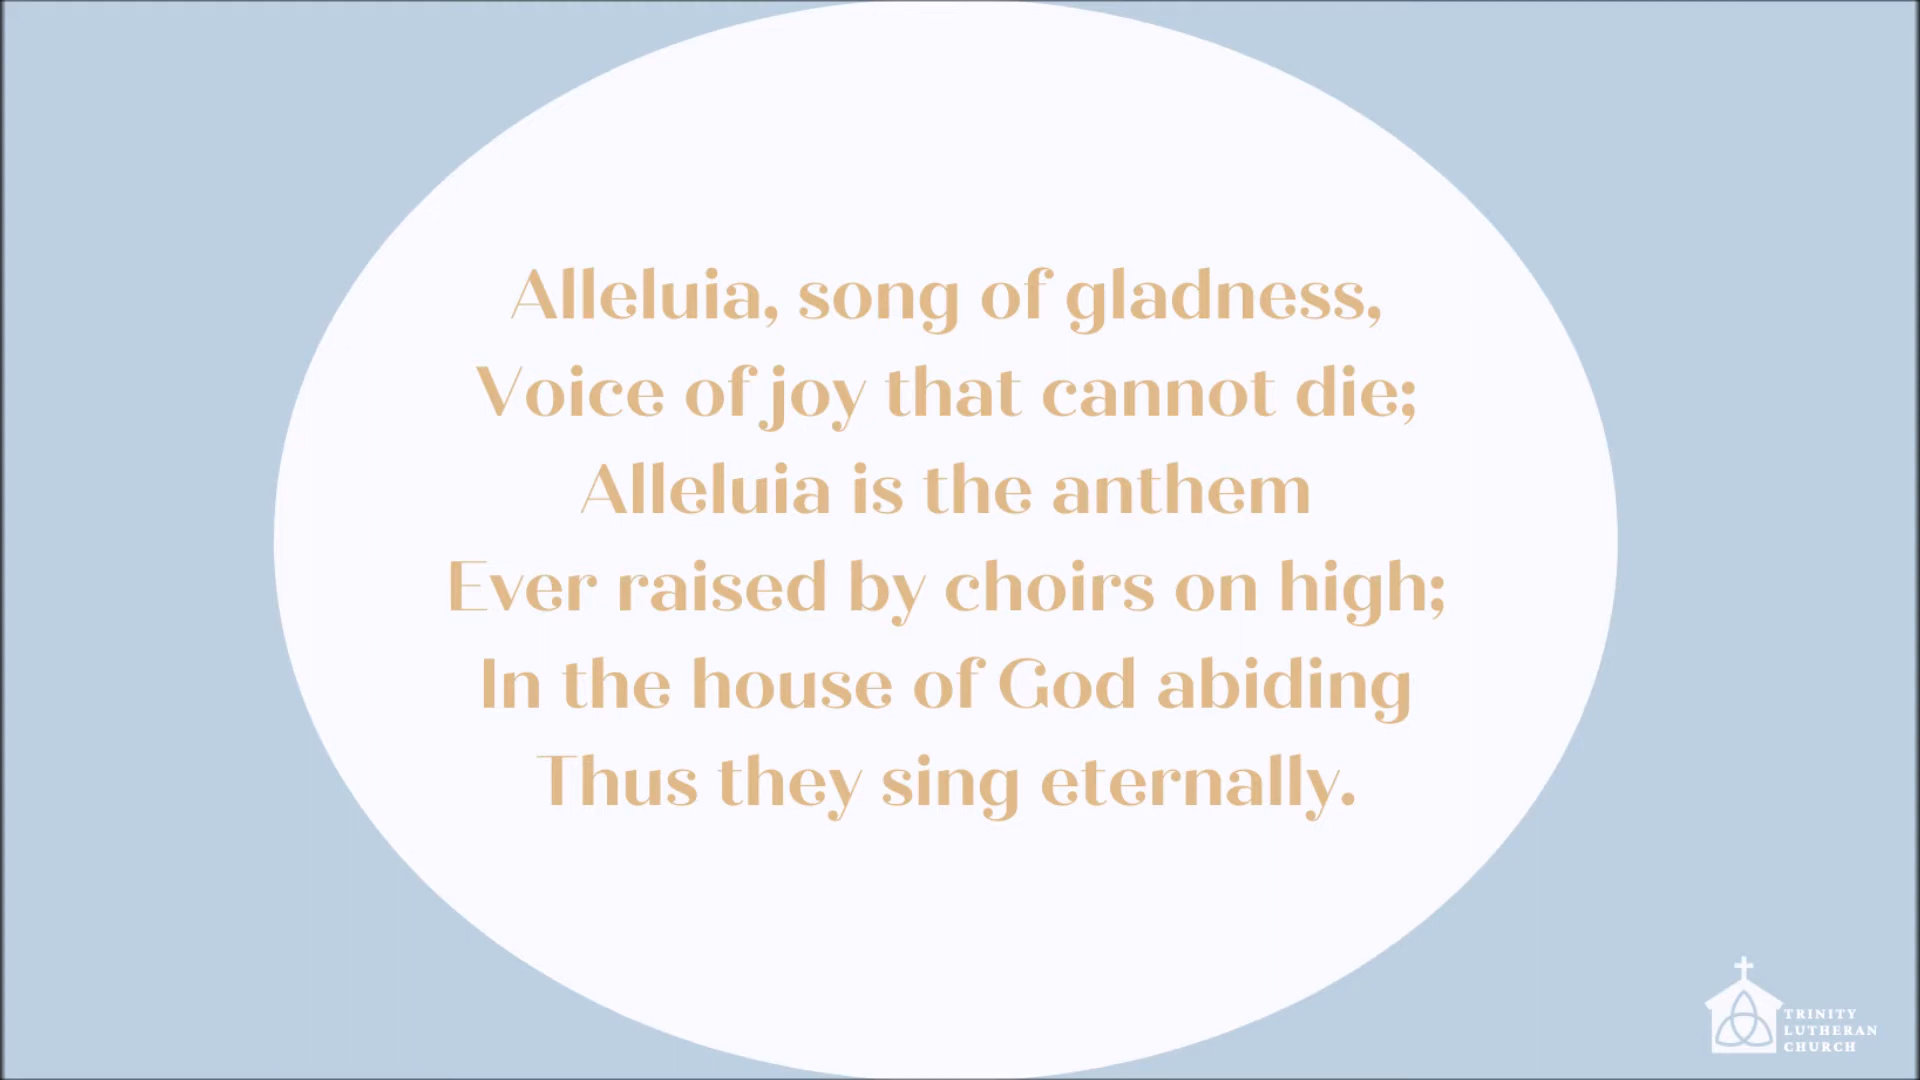 Alleluia, song of gladness,
Voice of joy that cannot die;
Alleluia is the anthem
Ever raised by choirs on high;
In the house of God abiding
Thus they sing eternally.
TRINITY
LUTHERAN
CHURCH